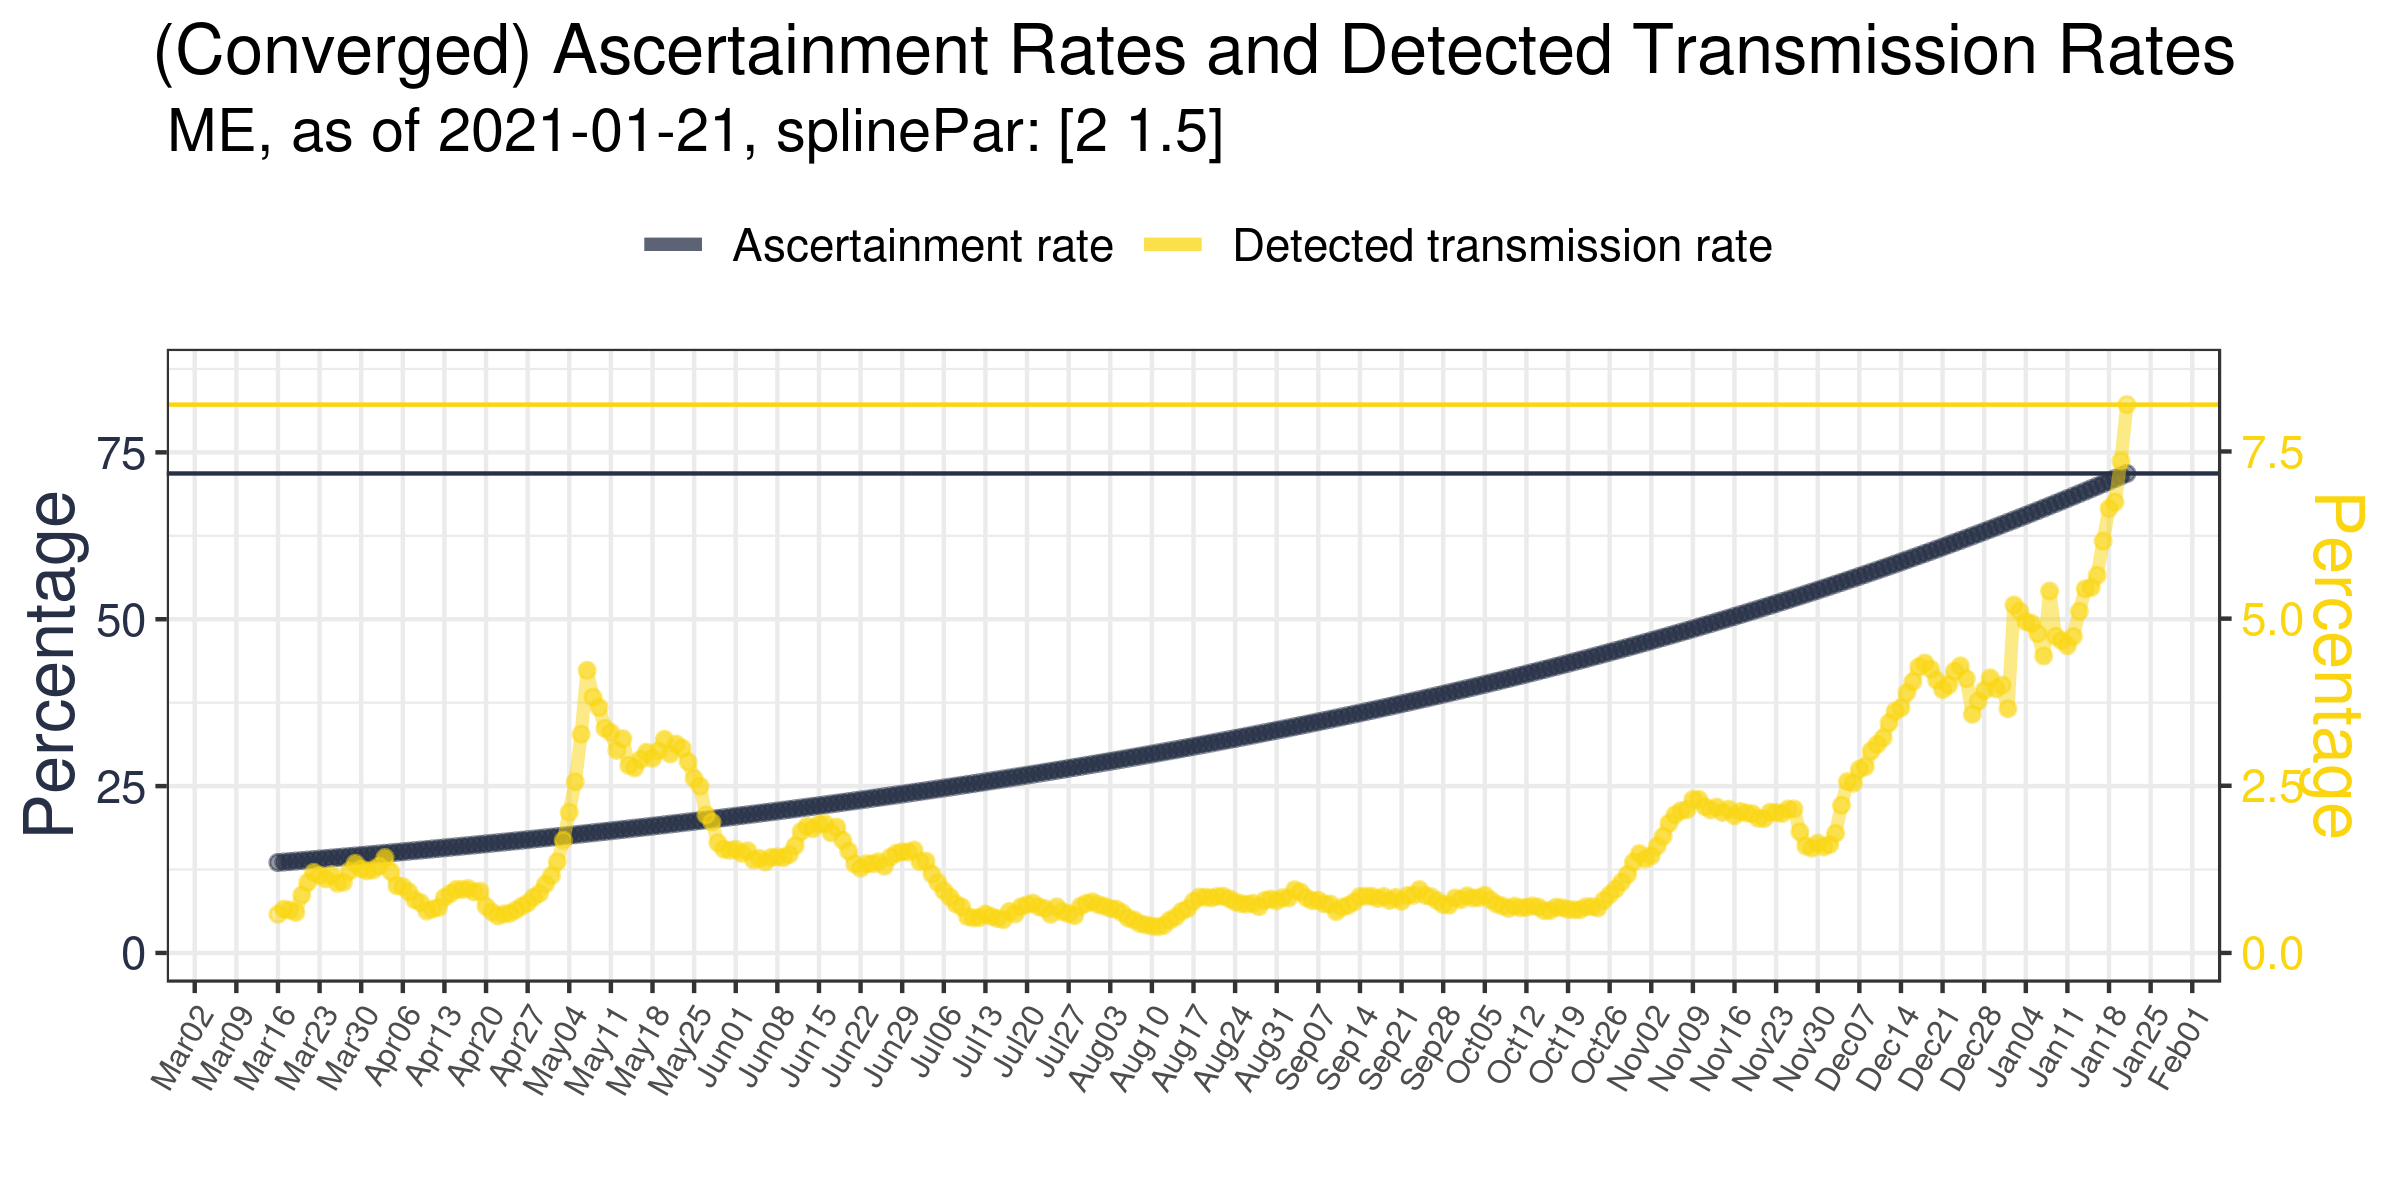 (Converged) Ascertainment Rates and Detected Transmission Rates
ME, as of 2021-01-21, splinePar: [2 1.5]
Ascertainment rate
Detected transmission rate
Percentage
75
50
25
0
7.5
5.0
2.5
0.0
Percentage
Mar02
Mar09
Mar16
Mar23
Mar30
Apr06
Apr13
Apr20
Apr27
May04
May11
May18
May25
Jun01
Jun08
Jun15
Jun22
Jun29
Jul06
Jul13
Jul20
Jul27
Aug03
Aug10
Aug17
Aug24
Aug31
Sep07
Sep14
Sep21
Sep28
Oct05
Oct12
Oct19
Oct26
Nov02
Nov09
Nov16
Nov23
Nov30
Dec07
Dec14
Dec21
Dec28
Jan04
Jan11
Jan18
Jan25
Feb01